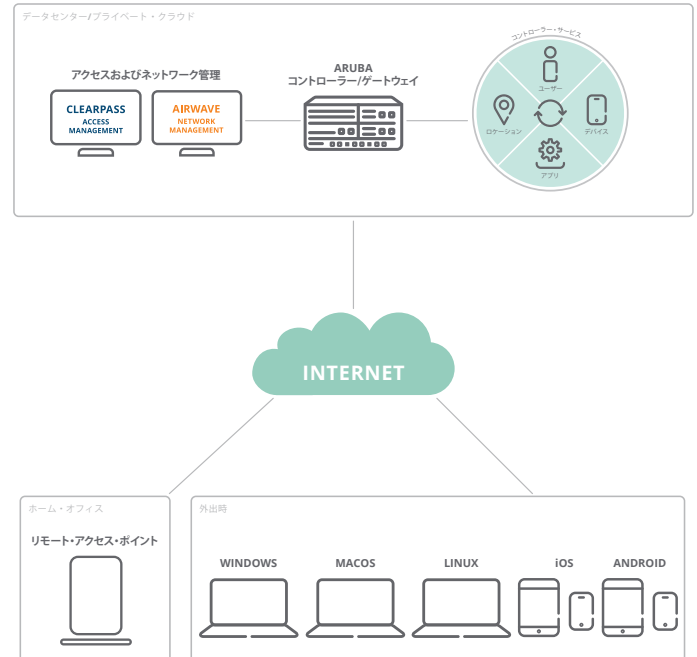 データセンター/プライベート・クラウド
アクセスおよびネットワーク管理
CLEARPASS
ACCESS
MANAGEMENT
AIRWAVE
NETWORK
MANAGEMENT
ARUBA
コントローラー/ゲートウェイ
コントローラー・サービス
ユーザー
ロケーション
デバイス
アプリ
INTERNET
ホーム・オフィス
リモート・アクセス・ポイント
外出時
WINDOWS
MACOS
LINUX
iOS
ANDROID